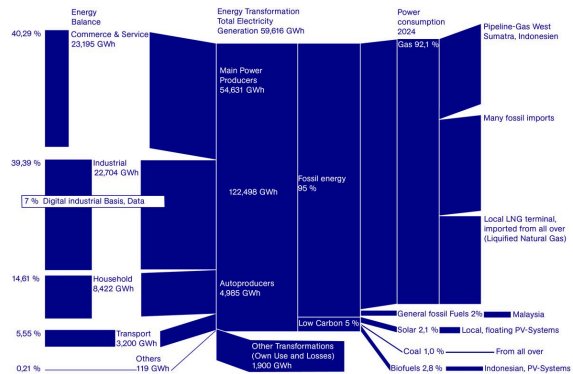 Energy
Balance
Energy Transformation
Total Electricity
Generation 59,616 GWh
Power
consumption
2024
40,29 %
Commerce & Service
23,195 GWh
Main Power
Producers
54,631 GWh
Gas 92,1 %
Pipeline-Gas West
Sumatra, Indonesien
Many fossil imports
39,39 %
Industrial
22,704 GWh
7 % Digital industrial Basis, Data
122,498 GWh
Fossil energy
95 %
Local LNG terminal,
imported from all over
(Liquified Natural Gas)
14,61 %
Household
8,422 GWh
Autoproducers
4,985 GWh
General fossil Fuels 2%
Malaysia
5,55 %
Transport
3,200 GWh
Low Carbon 5 %
Solar 2,1 %
Local, floating PV-Systems
Other Transformations
(Own Use and Losses)
1,900 GWh
Coal 1,0 %
From all over
0,21 %
Others
119 GWh
Biofuels 2,8 %
Indonesian, PV-Systems